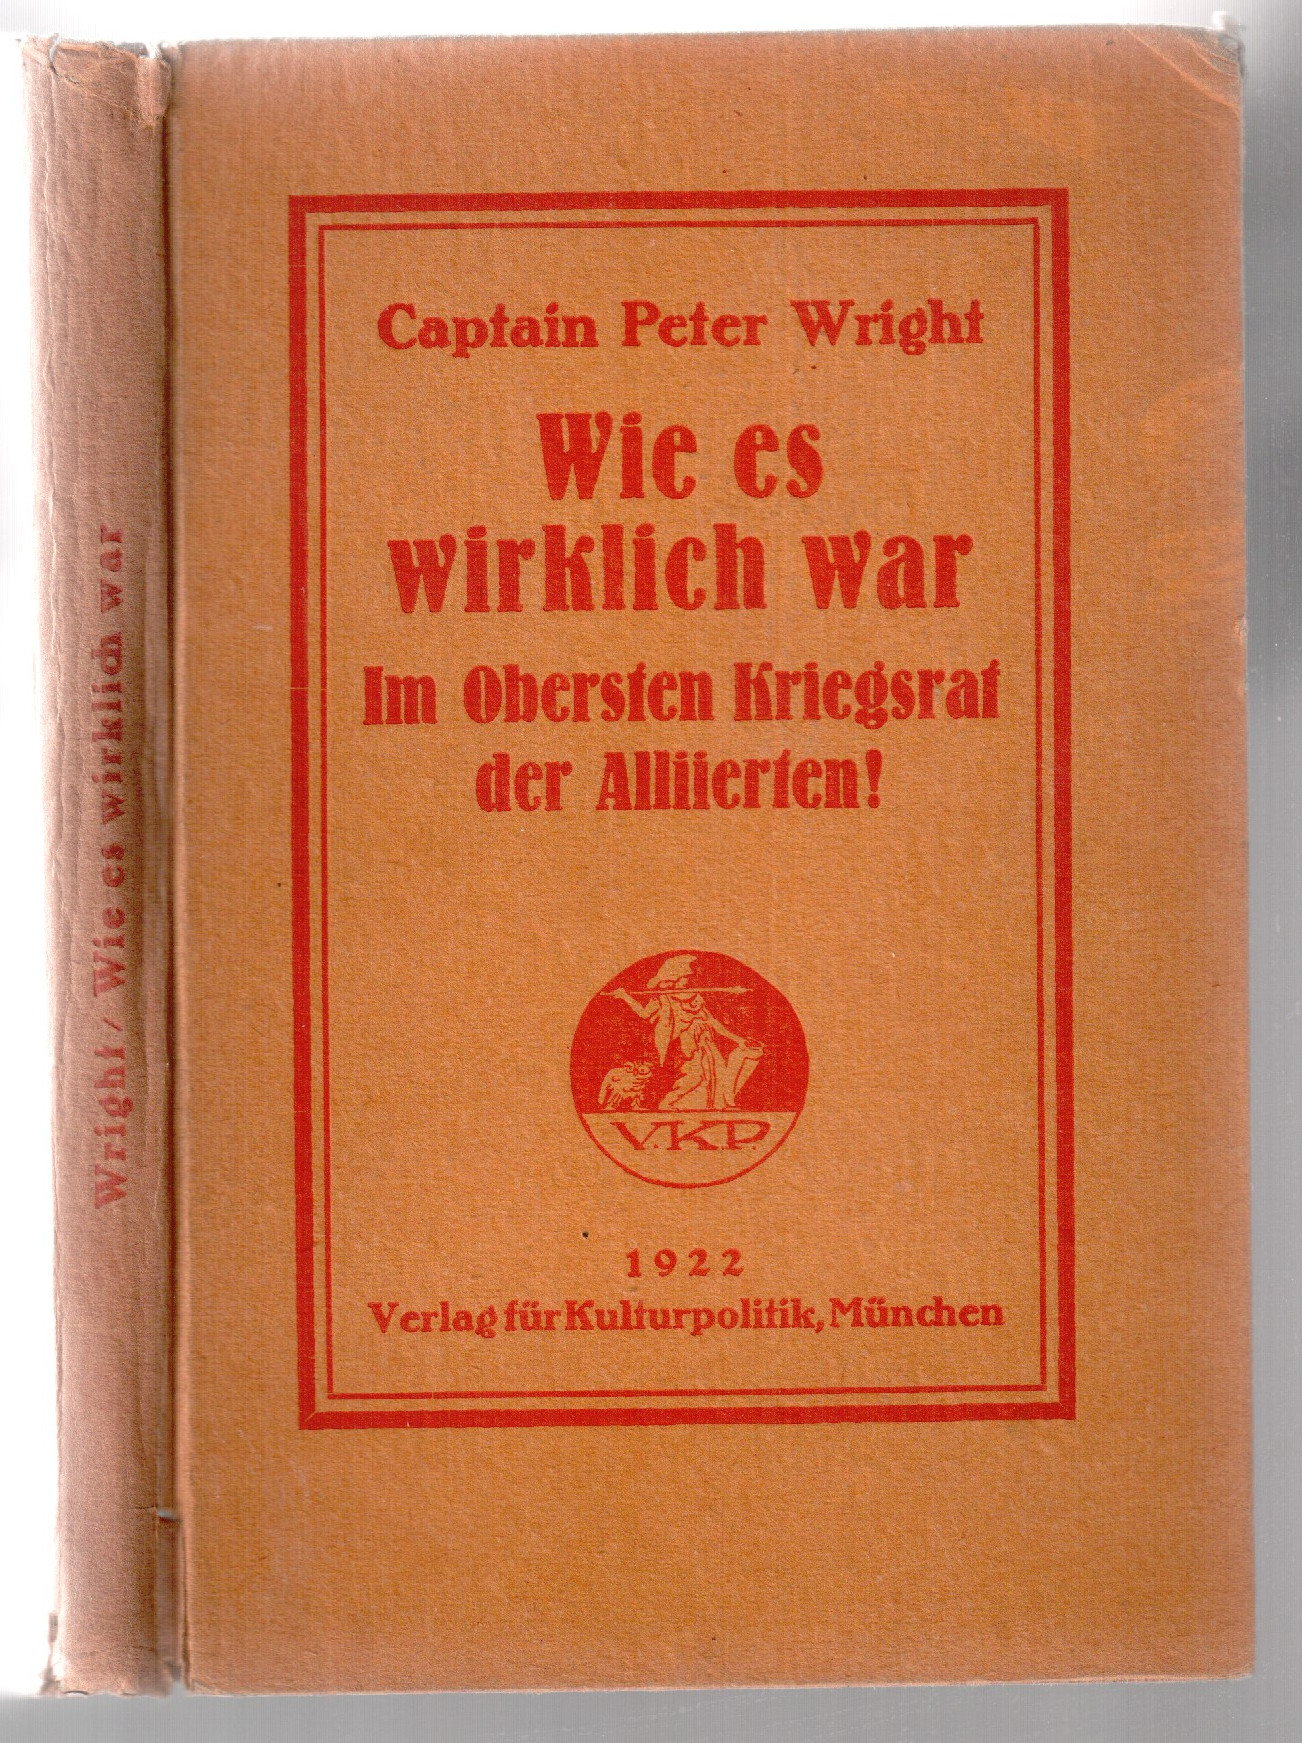 Wright / Wie es wirklich war
Captain Peter Wright
Wie es
wirklich war
Im Obersten Kriegsrat
der Alliierten!
V.K.P.
1922
Verlag für Kulturpolitik, München